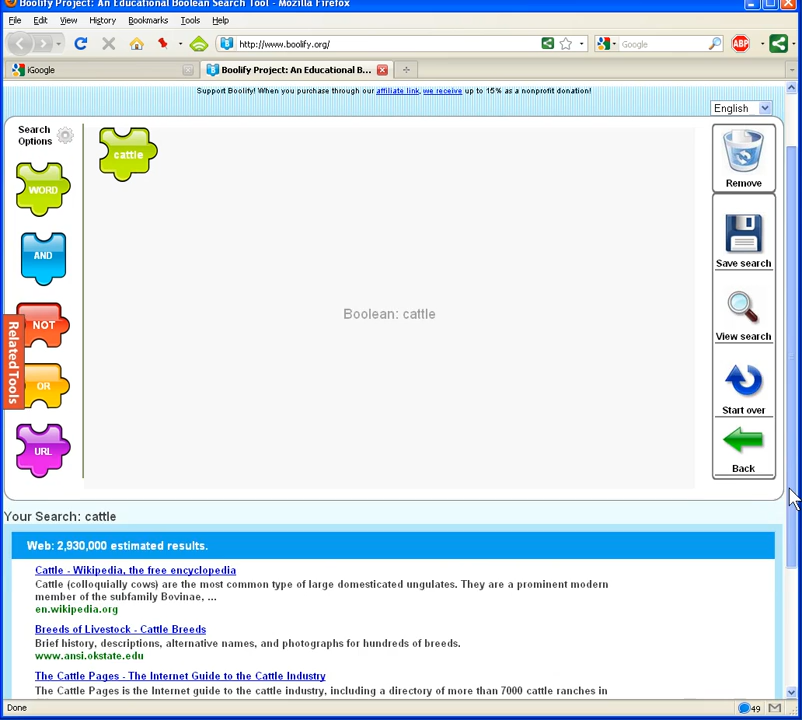 Boolify Project: An Educational Boolean Search Tool - Mozilla Firefox
File Edit View History Bookmarks Tools Help
http://www.boolify.org/
Google
ABP
iGoogle
Boolify Project: An Educational B...
Support Boolify! When you purchase through our affiliate link, we receive up to 15% as a nonprofit donation!
English
Search
Options
WORD
AND
NOT
OR
URL
Related Tools
cattle
Boolean: cattle
Remove
Save search
View search
Start over
Back
Your Search: cattle
Web: 2,930,000 estimated results.
Cattle - Wikipedia, the free encyclopedia
Cattle (colloquially cows) are the most common type of large domesticated ungulates. They are a prominent modern
member of the subfamily Bovinae, ...
en.wikipedia.org
Breeds of Livestock - Cattle Breeds
Brief history, descriptions, alternative names, and photographs for hundreds of breeds.
www.ansi.okstate.edu
The Cattle Pages - The Internet Guide to the Cattle Industry
The Cattle Pages is the Internet guide to the cattle industry, including a directory of more than 7000 cattle ranches in
Done
49